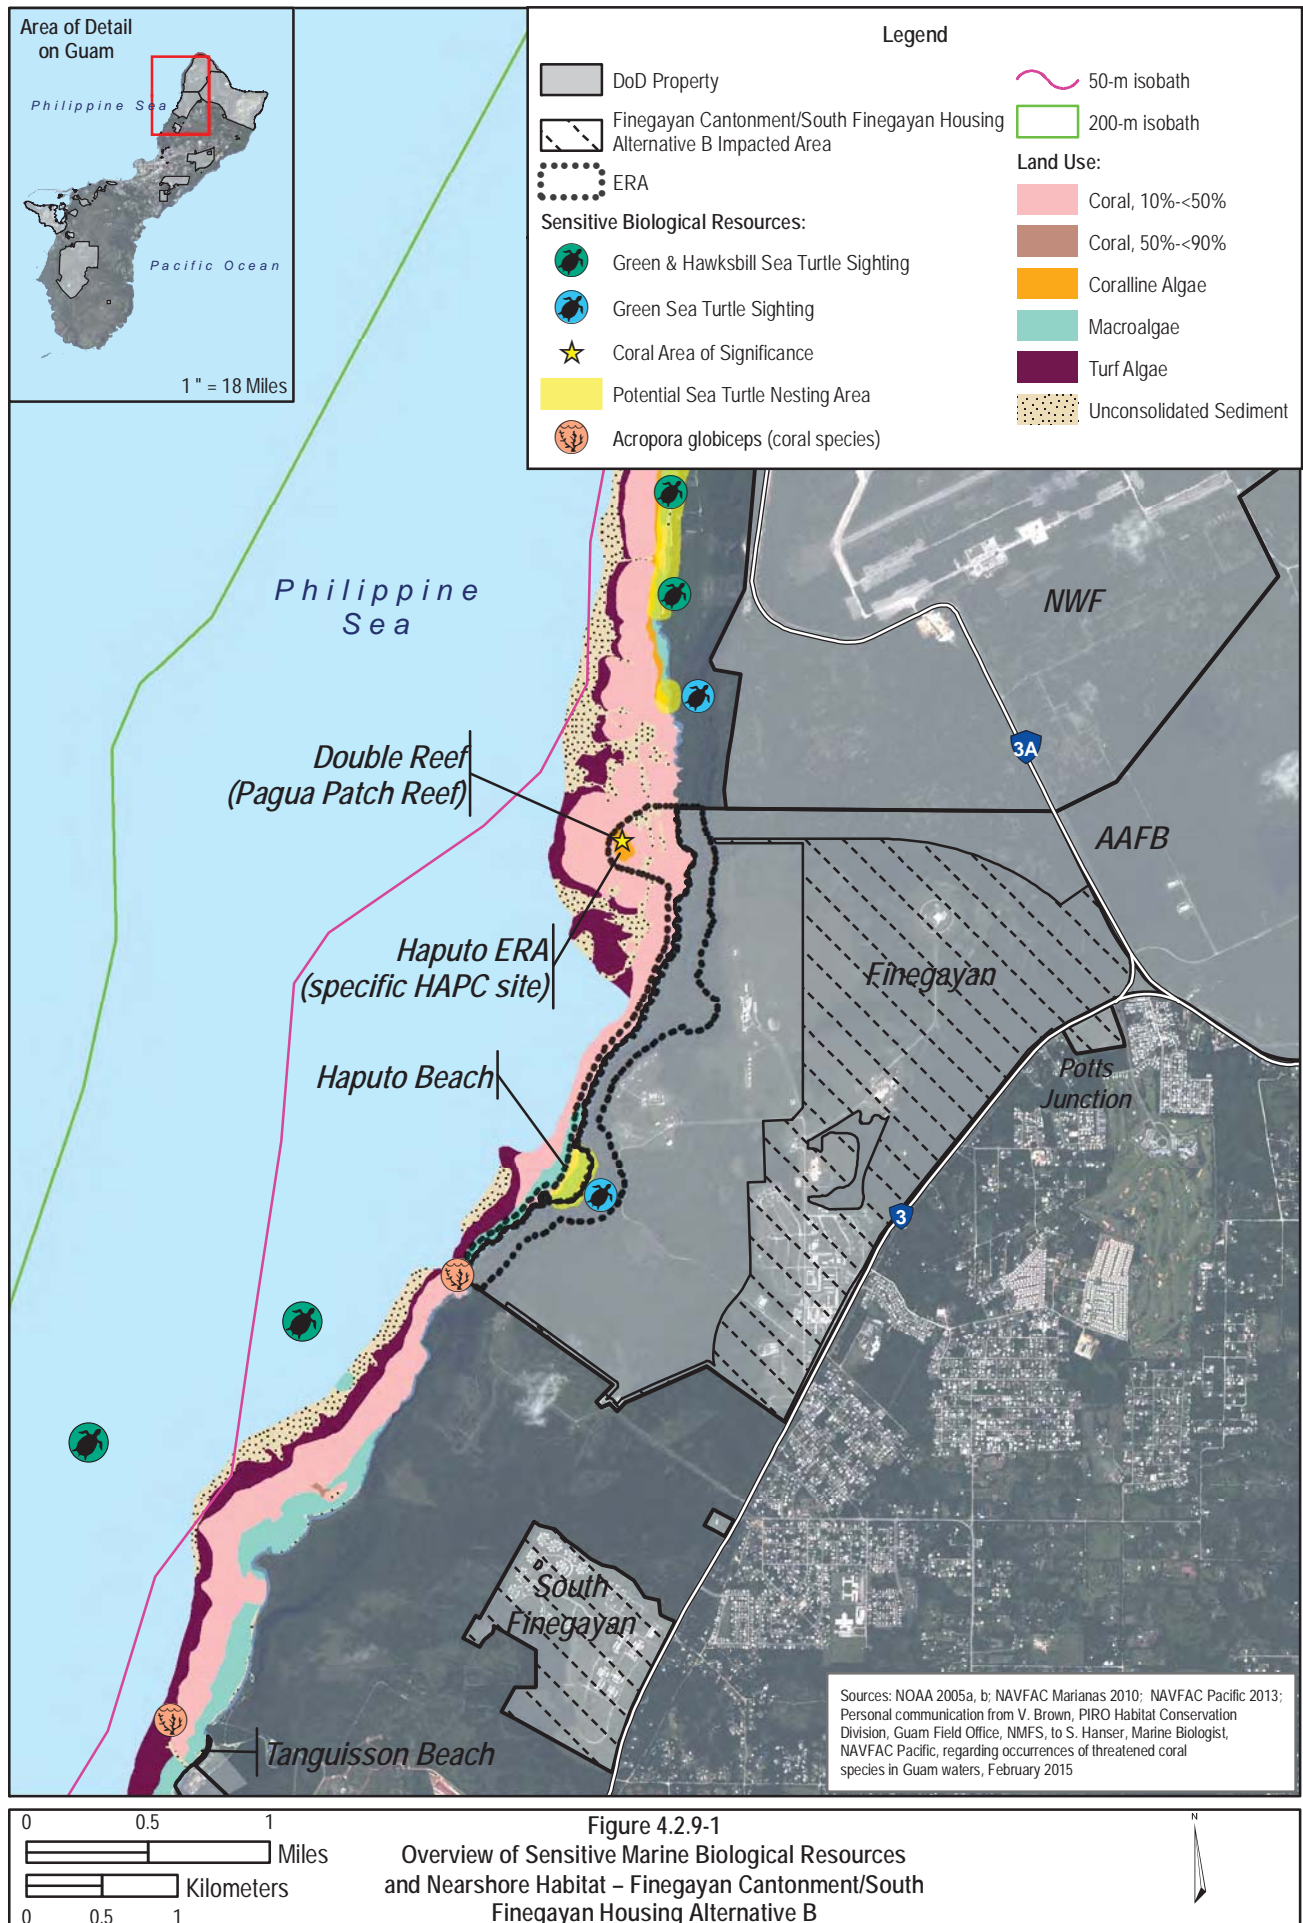 Area of Detail
on Guam
Philippine Sea
Pacific Ocean
1 " = 18 Miles
Legend
DoD Property
Finegayan Cantonment/South Finegayan Housing
Alternative B Impacted Area
ERA
Sensitive Biological Resources:
Green & Hawksbill Sea Turtle Sighting
Green Sea Turtle Sighting
Coral Area of Significance
Potential Sea Turtle Nesting Area
Acropora globiceps (coral species)
50-m isobath
200-m isobath
Land Use:
Coral, 10%-<50%
Coral, 50%-<90%
Coralline Algae
Macroalgae
Turf Algae
Unconsolidated Sediment
Philippine
Sea
NWF
3A
Double Reef
(Pagua Patch Reef)
AAFB
Haputo ERA
(specific HAPC site)
Finegayan
Haputo Beach
Potts
Junction
3
South
Finegayan
Tanguisson Beach
Sources: NOAA 2005a, b; NAVFAC Marianas 2010; NAVFAC Pacific 2013;
Personal communication from V. Brown, PIRO Habitat Conservation
Division, Guam Field Office, NMFS, to S. Hanser, Marine Biologist,
NAVFAC Pacific, regarding occurrences of threatened coral
species in Guam waters, February 2015
0 0.5 1
Miles
Kilometers
0 0.5 1
Figure 4.2.9-1
Overview of Sensitive Marine Biological Resources
and Nearshore Habitat – Finegayan Cantonment/South
Finegayan Housing Alternative B
N